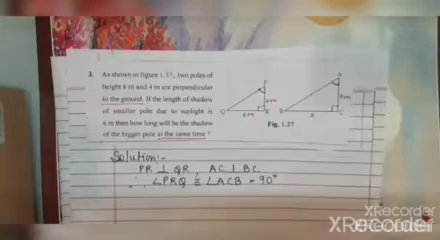 3. As shown in figure 1.57, two poles of
height 8 m and 4 m are perpendicular
to the ground. If the length of shadow
of smaller pole due to sunlight is
6 m then how long will be the shadow
of the bigger pole at the same time ?
A
8 m
Q
R
B
C
x
Fig. 1.57
Solution:-
PR ⊥ QR, AC ⊥ BC
∴ ∠PRQ ≅ ∠ACB = 90°
XRecorder
XRecorder